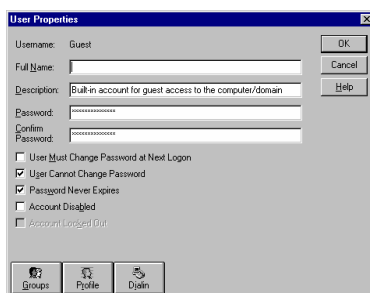 User Properties
Username: Guest
OK
Full Name:
Cancel
Description: Built-in account for guest access to the computer/domain
Help
Password: xxxxxxxxxxxxxx
Confirm
Password: xxxxxxxxxxxxxx
User Must Change Password at Next Logon
User Cannot Change Password
Password Never Expires
Account Disabled
Account Locked Out
Groups Profile Dialin